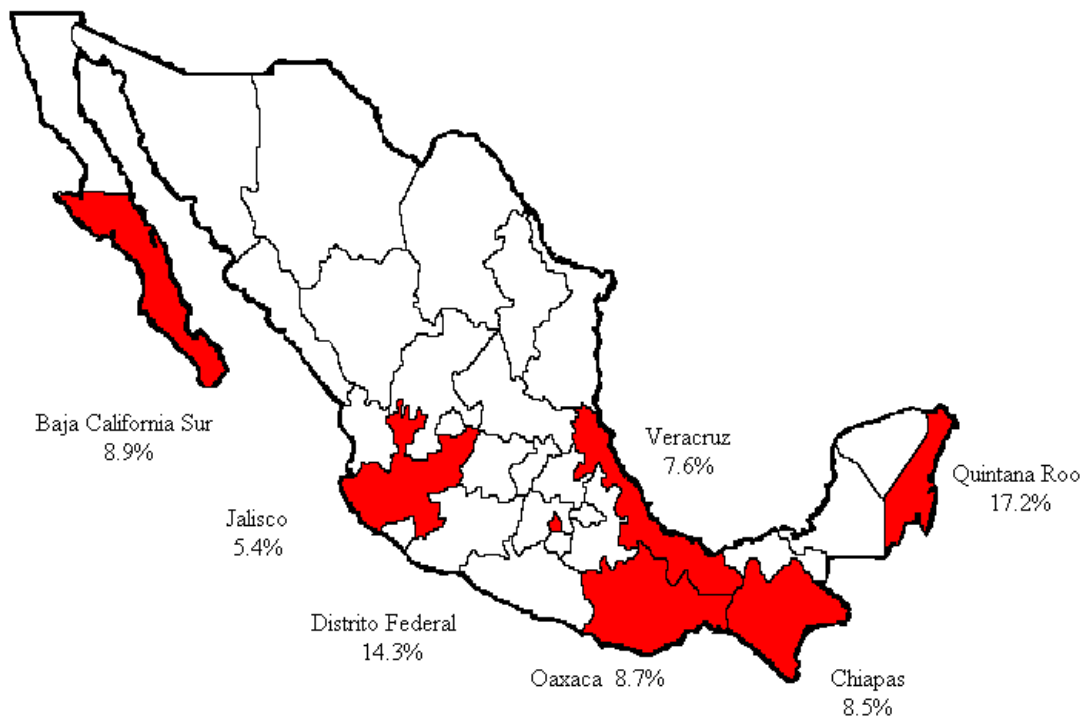 Baja California Sur
8.9%
Veracruz
7.6%
Quintana Roo
17.2%
Jalisco
5.4%
Distrito Federal
14.3%
Oaxaca 8.7%
Chiapas
8.5%